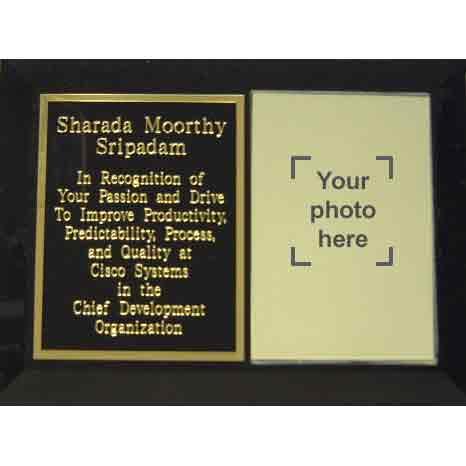 Sharada Moorthy
Sripadam
In Recognition of
Your Passion and Drive
To Improve Productivity,
Predictability, Process,
and Quality at
Cisco Systems
in the
Chief Development
Organization
Your
photo
here